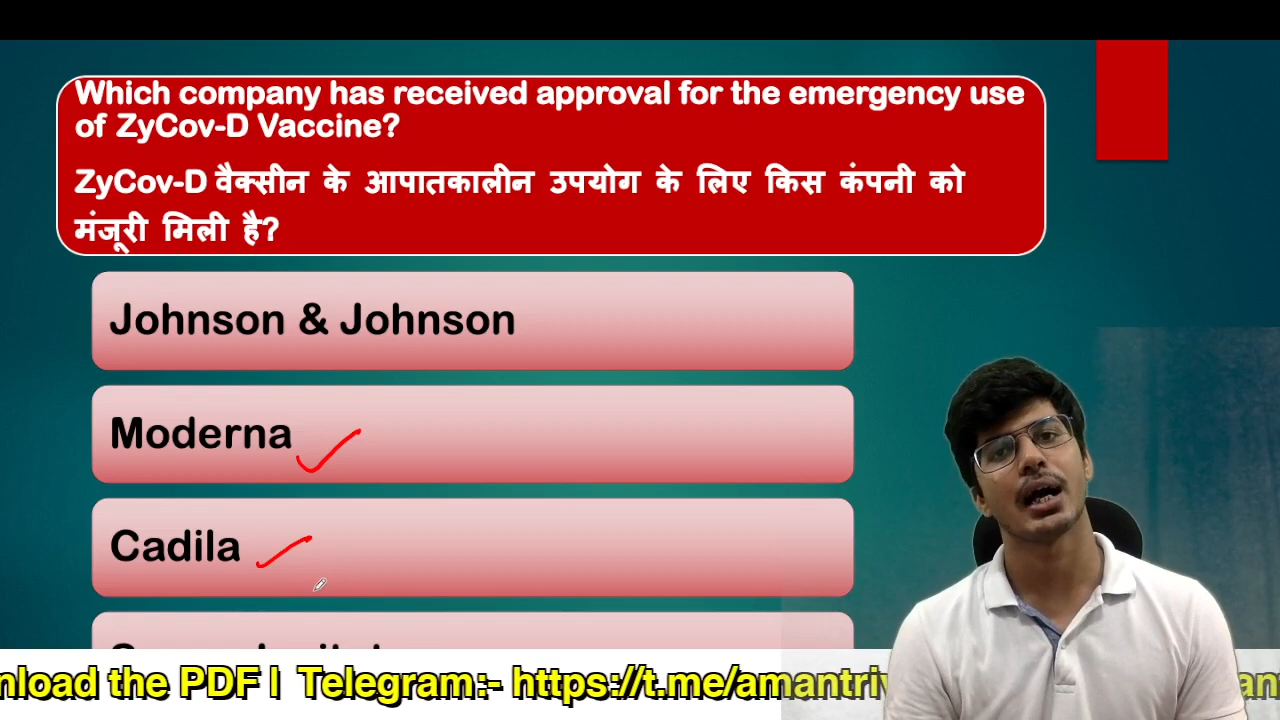 Which company has received approval for the emergency use
of ZyCov-D Vaccine?
ZyCov-D वैक्सीन के आपातकालीन उपयोग के लिए किस कंपनी को
मंजूरी मिली है?
Johnson & Johnson
Moderna
Cadila
the PDF। Telegram:- https://t.me/amantriv